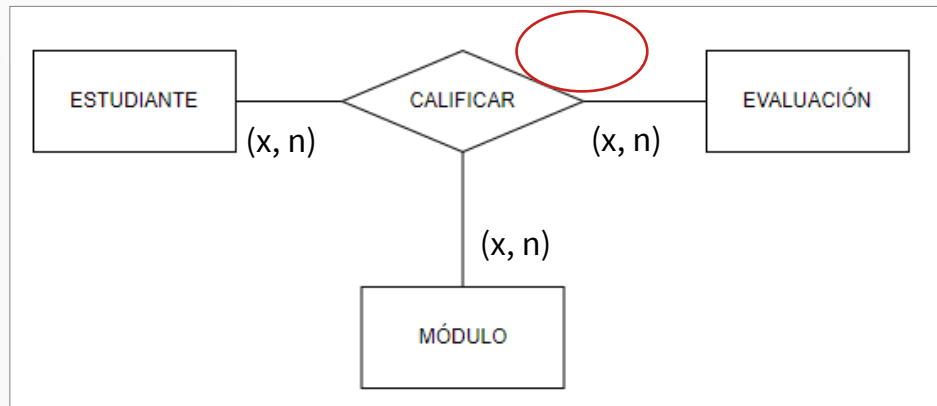 ESTUDIANTE
CALIFICAR
EVALUACIÓN
(x, n)
(x, n)
(x, n)
MÓDULO